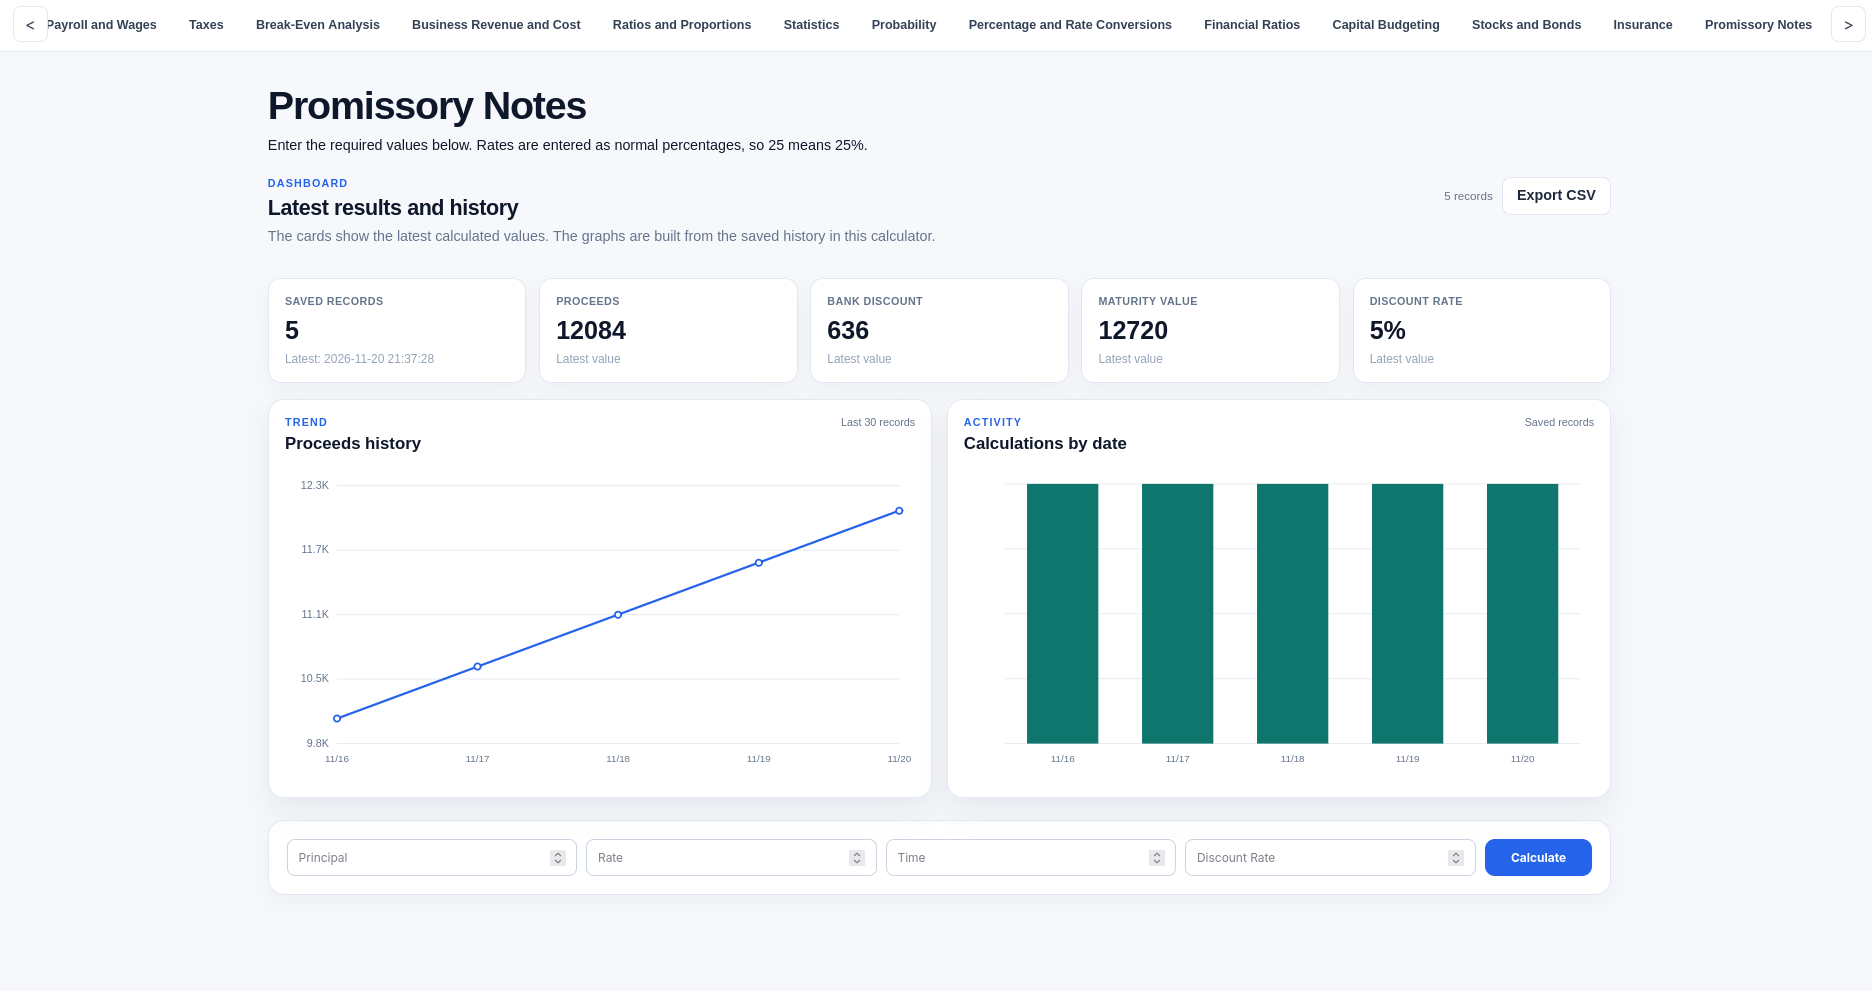 < Payroll and Wages Taxes Break-Even Analysis Business Revenue and Cost Ratios and Proportions Statistics Probability Percentage and Rate Conversions Financial Ratios Capital Budgeting Stocks and Bonds Insurance Promissory Notes >
Promissory Notes
Enter the required values below. Rates are entered as normal percentages, so 25 means 25%.
DASHBOARD
Latest results and history
The cards show the latest calculated values. The graphs are built from the saved history in this calculator.
5 records Export CSV
SAVED RECORDS
5
Latest: 2026-11-20 21:37:28
PROCEEDS
12084
Latest value
BANK DISCOUNT
636
Latest value
MATURITY VALUE
12720
Latest value
DISCOUNT RATE
5%
Latest value
TREND
Proceeds history
Last 30 records
12.3K
11.7K
11.1K
10.5K
9.8K
11/16 11/17 11/18 11/19 11/20
ACTIVITY
Calculations by date
Saved records
11/16 11/17 11/18 11/19 11/20
Principal Rate Time Discount Rate Calculate